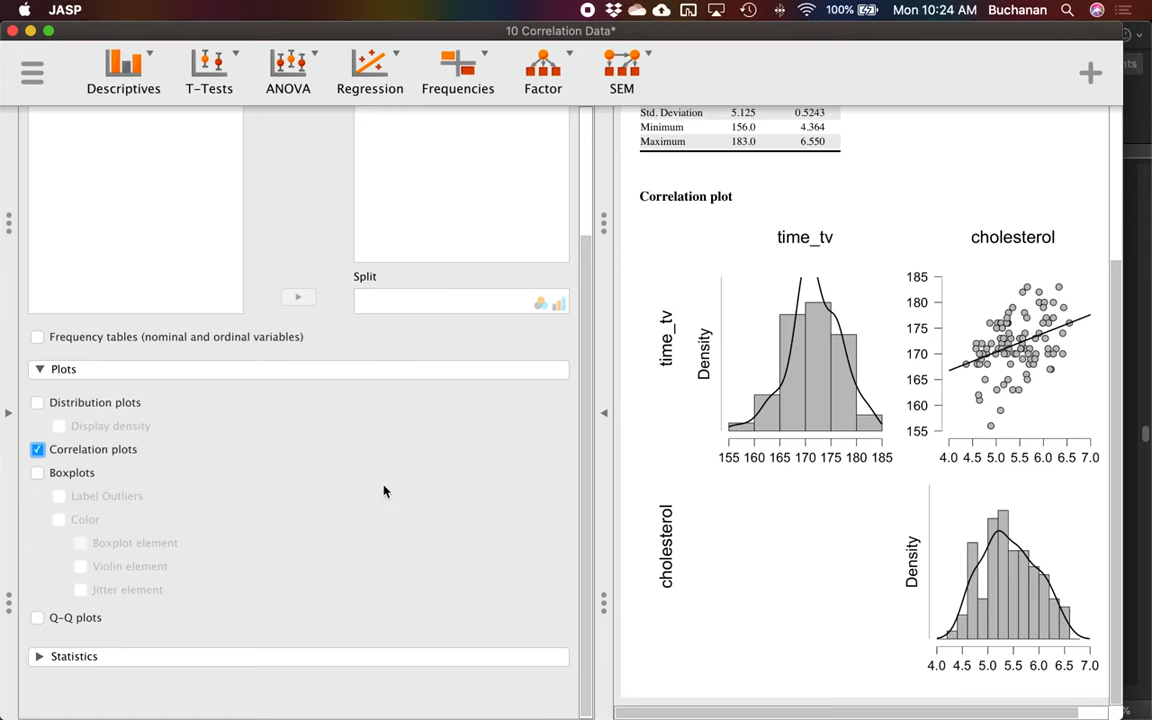 JASP
100%
Mon 10:24 AM
Buchanan
10 Correlation Data*
Descriptives
T-Tests
ANOVA
Regression
Frequencies
Factor
SEM
nts
Split
Frequency tables (nominal and ordinal variables)
Plots
Distribution plots
Display density
Correlation plots
Boxplots
Label Outliers
Color
Boxplot element
Violin element
Jitter element
Q-Q plots
Statistics
Std. Deviation 5.125 0.5243
Minimum 156.0 4.364
Maximum 183.0 6.550
Correlation plot
time_tv
cholesterol
time_tv
Density
155 160 165 170 175 180 185
185
180
175
170
165
160
155
4.0 4.5 5.0 5.5 6.0 6.5 7.0
cholesterol
Density
4.0 4.5 5.0 5.5 6.0 6.5 7.0
%